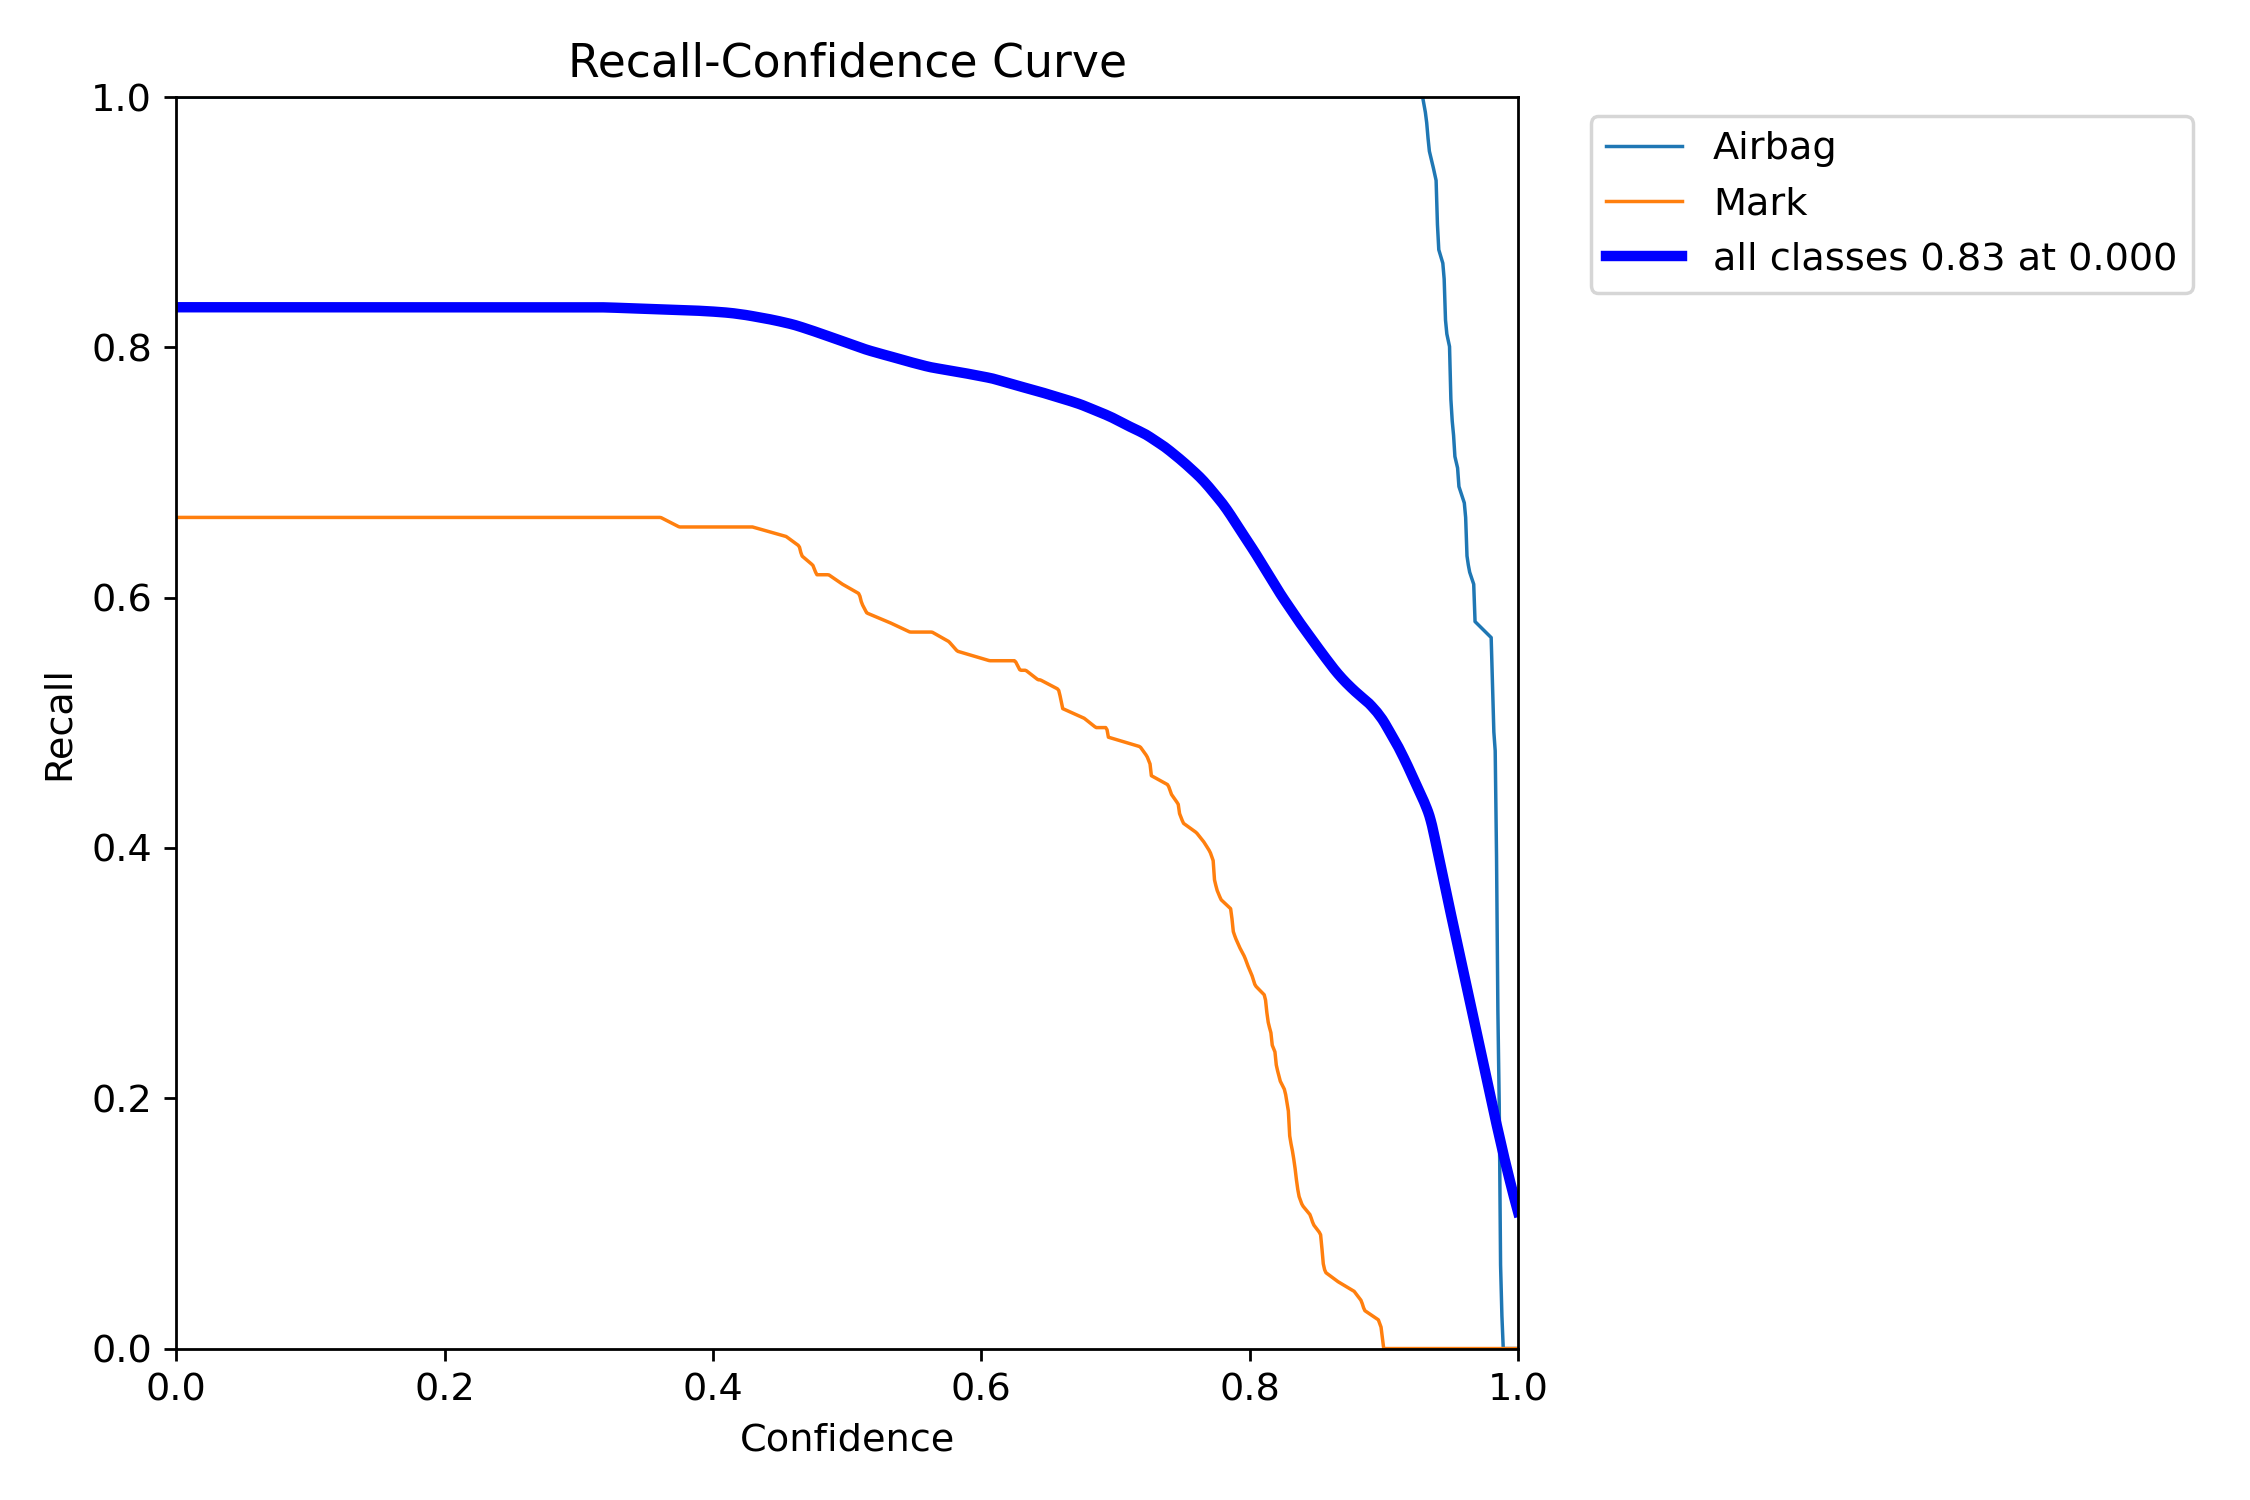 Recall-Confidence Curve
1.0
0.8
0.6
0.4
0.2
0.0
Recall
0.0 0.2 0.4 0.6 0.8 1.0
Confidence
Airbag
Mark
all classes 0.83 at 0.000